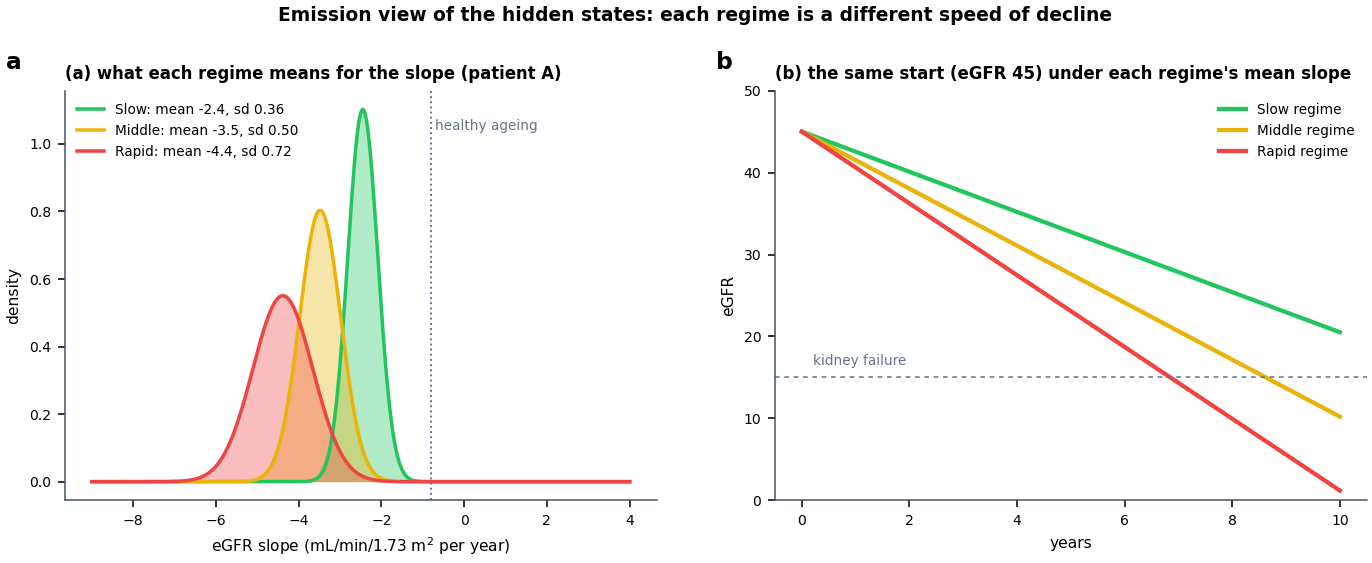 Emission view of the hidden states: each regime is a different speed of decline
a
(a) what each regime means for the slope (patient A)
Slow: mean -2.4, sd 0.36
Middle: mean -3.5, sd 0.50
Rapid: mean -4.4, sd 0.72
healthy ageing
density
1.0
0.8
0.6
0.4
0.2
0.0
−8 −6 −4 −2 0 2 4
eGFR slope (mL/min/1.73 m² per year)
b
(b) the same start (eGFR 45) under each regime's mean slope
Slow regime
Middle regime
Rapid regime
kidney failure
eGFR
50
40
30
20
10
0
0 2 4 6 8 10
years